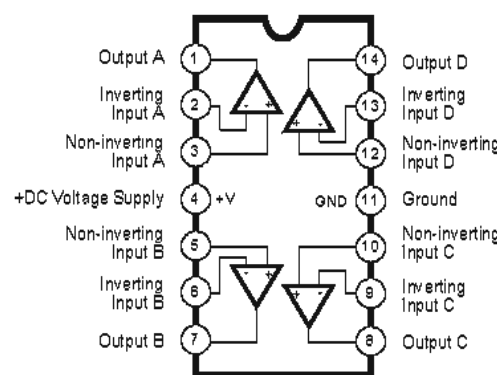 Output A
1
Inverting
Input A
2
Non-inverting
Input A
3
+DC Voltage Supply
4
+V
Non-inverting
Input B
5
Inverting
Input B
6
Output B
7
14
Output D
13
Inverting
Input D
12
Non-inverting
Input D
GND
11
Ground
10
Non-inverting
Input C
9
Inverting
Input C
8
Output C
- +
+ -
- +
+ -